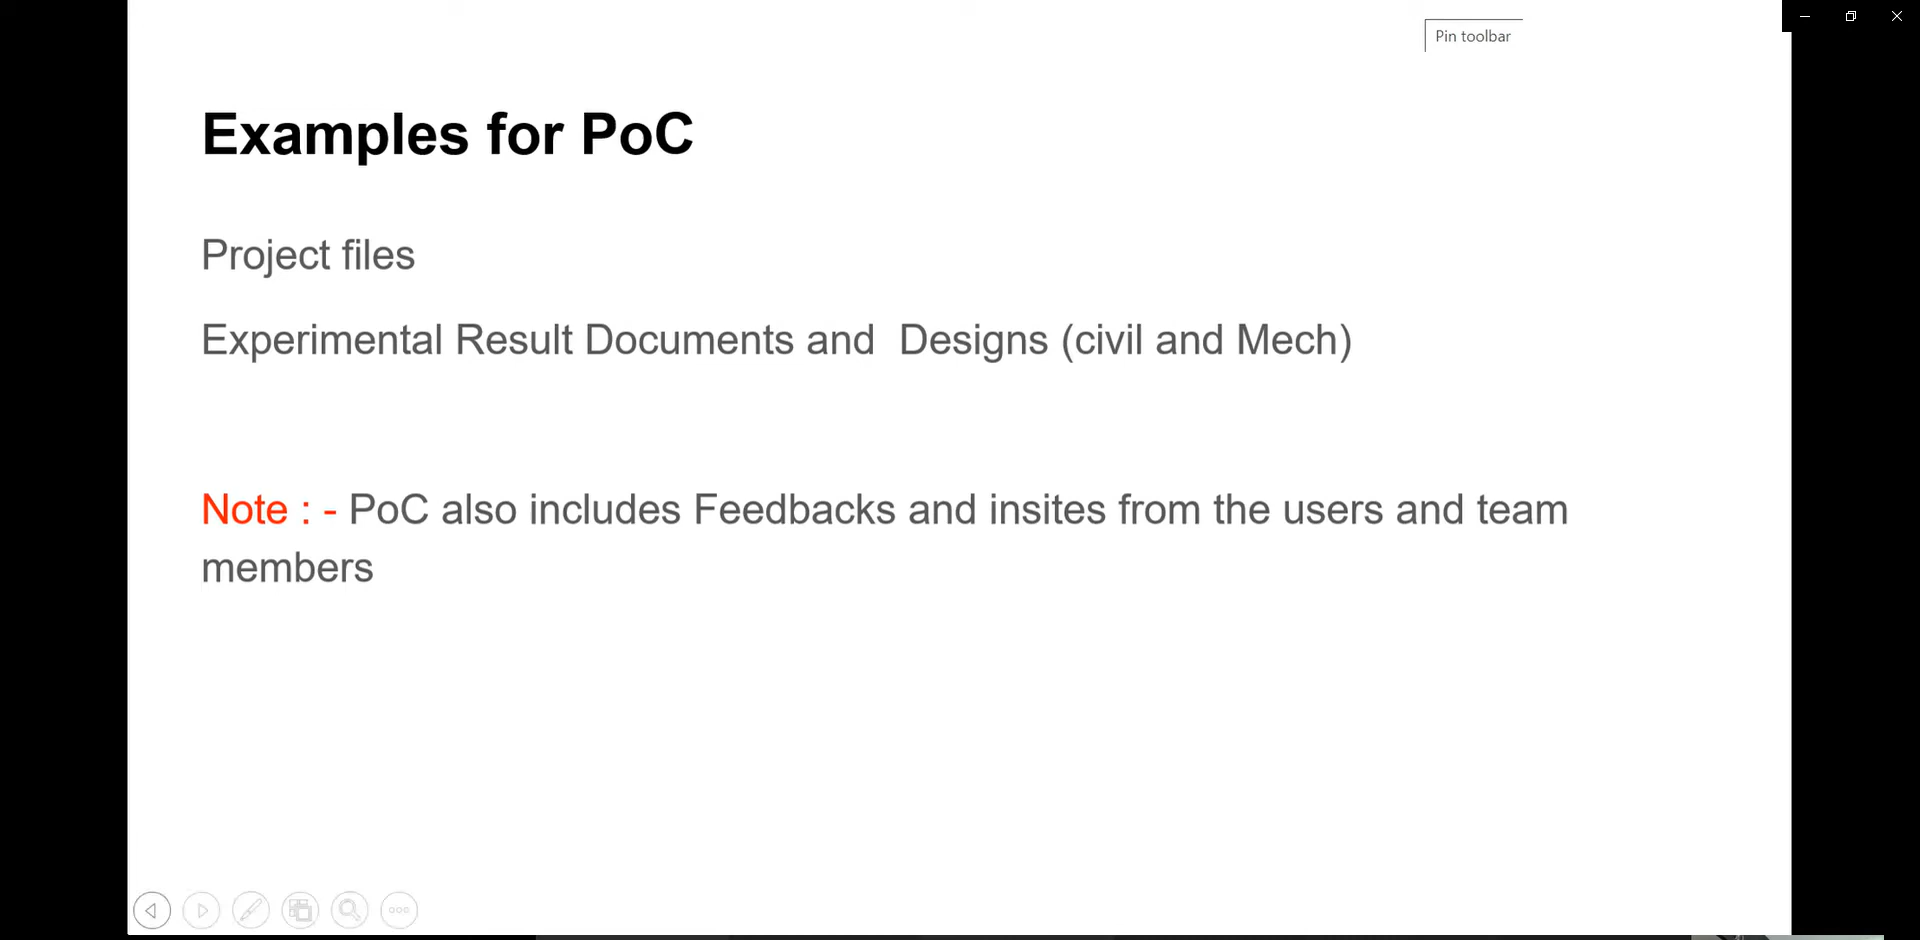 Pin toolbar
Examples for PoC
Project files
Experimental Result Documents and  Designs (civil and Mech)
Note : - PoC also includes Feedbacks and insites from the users and team
members